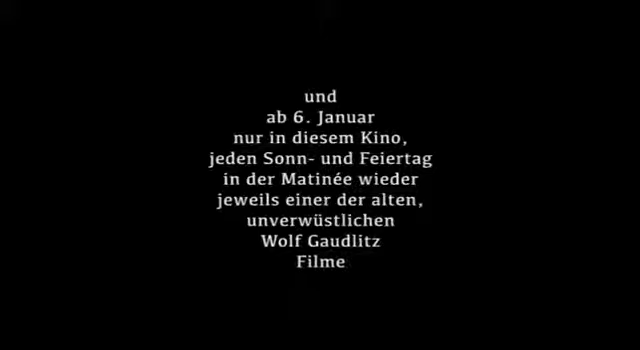 und
ab 6. Januar
nur in diesem Kino,
jeden Sonn- und Feiertag
in der Matinée wieder
jeweils einer der alten,
unverwüstlichen
Wolf Gaudlitz
Filme